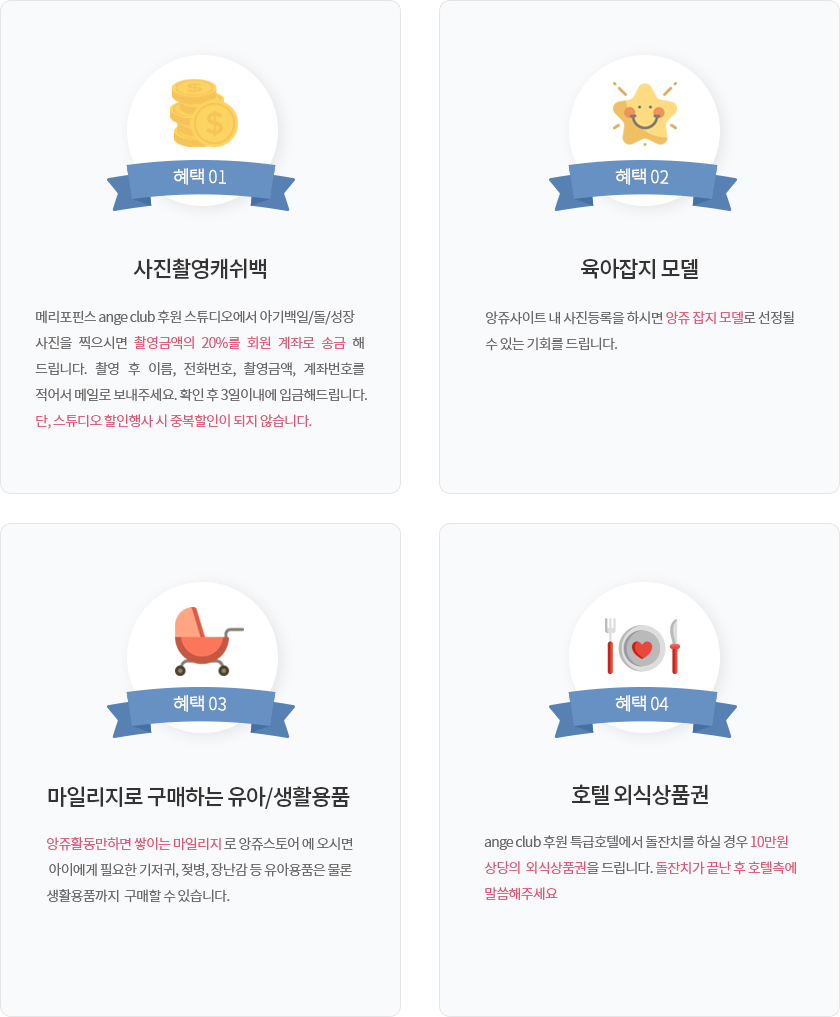 혜택 01
사진촬영캐쉬백
메리포핀스 ange club 후원 스튜디오에서 아기백일/돌/성장
사진을 찍으시면 촬영금액의 20%를 회원 계좌로 송금 해
드립니다. 촬영 후 이름, 전화번호, 촬영금액, 계좌번호를
적어서 메일로 보내주세요. 확인 후 3일이내에 입금해드립니다.
단, 스튜디오 할인행사 시 중복할인이 되지 않습니다.
혜택 02
육아잡지 모델
앙쥬사이트 내 사진등록을 하시면 앙쥬 잡지 모델로 선정될
수 있는 기회를 드립니다.
혜택 03
마일리지로 구매하는 유아/생활용품
앙쥬활동만하면 쌓이는 마일리지 로 앙쥬스토어 에 오시면
아이에게 필요한 기저귀, 젖병, 장난감 등 유아용품은 물론
생활용품까지 구매할 수 있습니다.
혜택 04
호텔 외식상품권
ange club 후원 특급호텔에서 돌잔치를 하실 경우 10만원
상당의 외식상품권을 드립니다. 돌잔치가 끝난 후 호텔측에
말씀해주세요